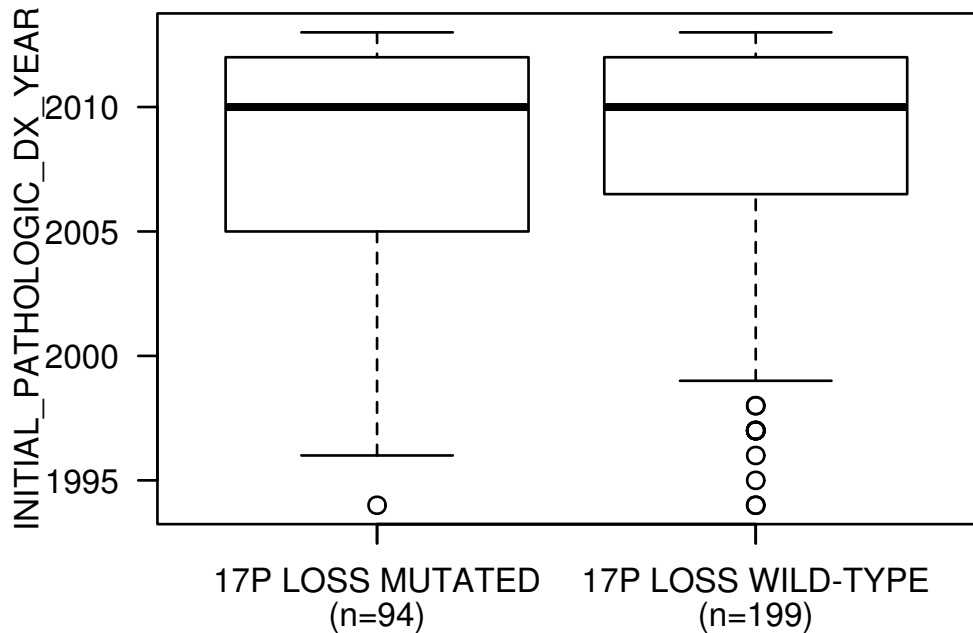 INITIAL_PATHOLOGIC_DX_YEAR
2010
2005
2000
1995
17P LOSS MUTATED
(n=94)
17P LOSS WILD-TYPE
(n=199)